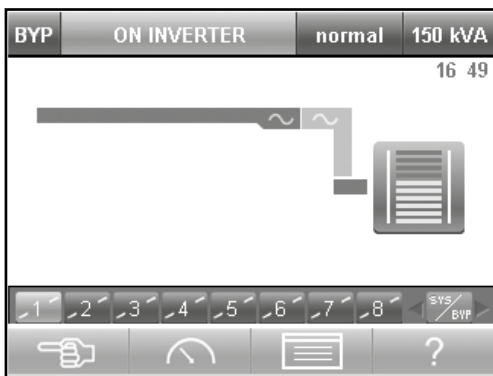 BYP ON INVERTER normal 150 kVA
16 49
1 2 3 4 5 6 7 8 SYS/BYP
?